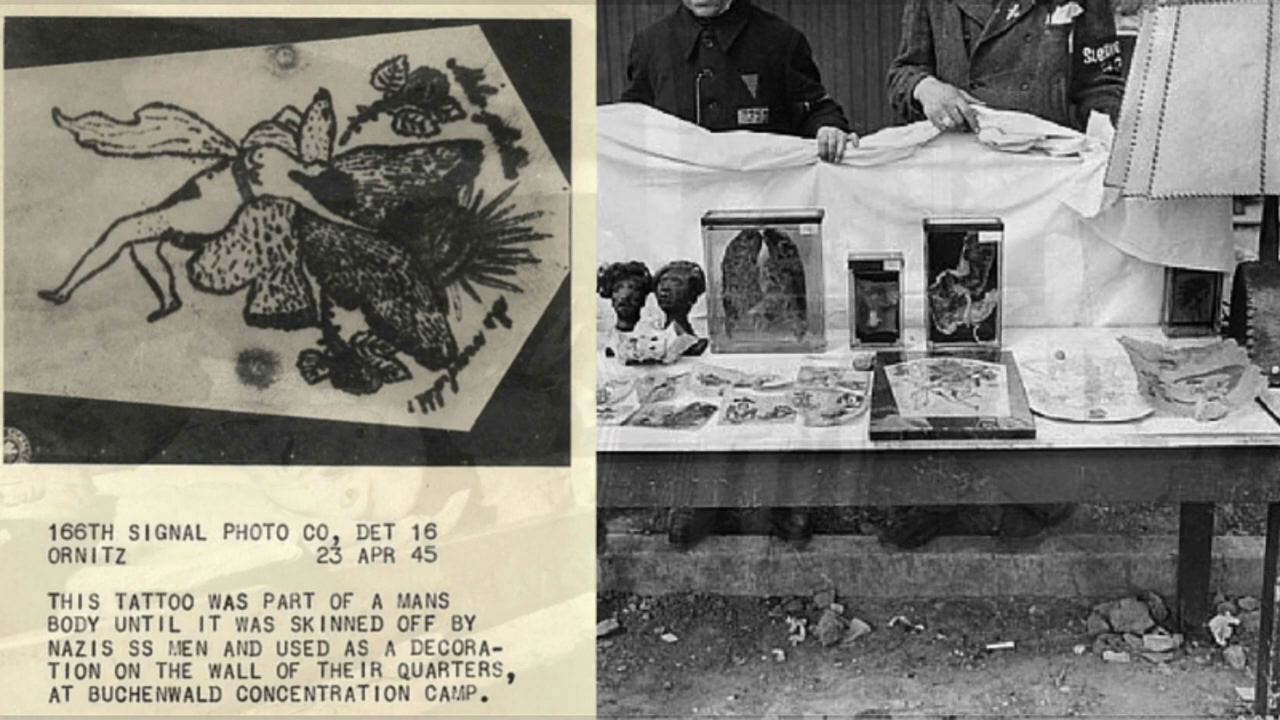 166TH SIGNAL PHOTO CO, DET 16
ORNITZ 23 APR 45
THIS TATTOO WAS PART OF A MANS
BODY UNTIL IT WAS SKINNED OFF BY
NAZIS SS MEN AND USED AS A DECORA-
TION ON THE WALL OF THEIR QUARTERS,
AT BUCHENWALD CONCENTRATION CAMP.